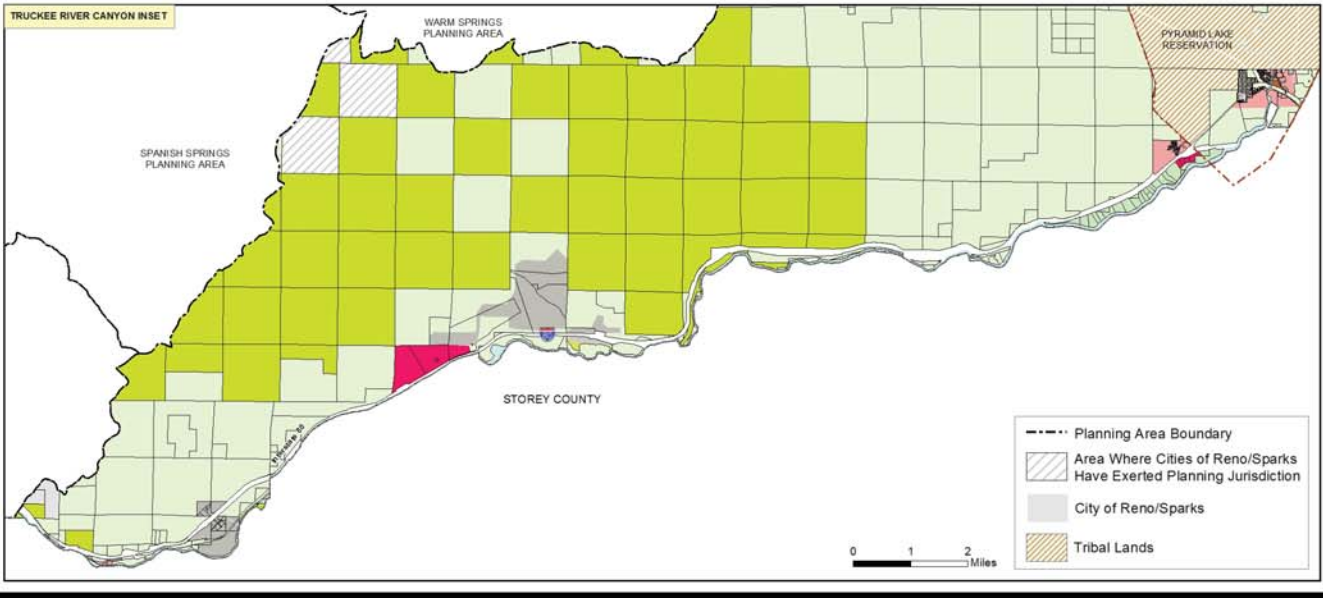 TRUCKEE RIVER CANYON INSET
WARM SPRINGS
PLANNING AREA
PYRAMID LAKE
RESERVATION
SPANISH SPRINGS
PLANNING AREA
STOREY COUNTY
Planning Area Boundary
Area Where Cities of Reno/Sparks
Have Exerted Planning Jurisdiction
City of Reno/Sparks
Tribal Lands
0 1 2
Miles